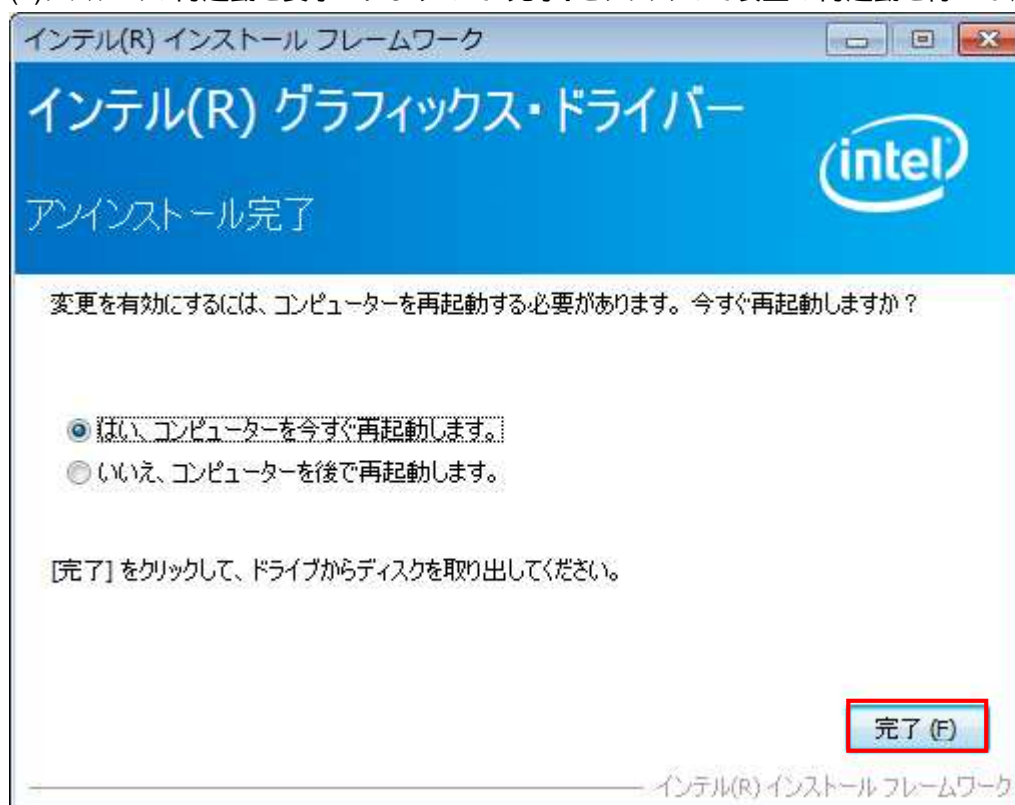 インテル(R) インストール フレームワーク
インテル(R) グラフィックス・ドライバー
intel
アンインストール完了
変更を有効にするには、コンピューターを再起動する必要があります。今すぐ再起動しますか？
はい、コンピューターを今すぐ再起動します。
いいえ、コンピューターを後で再起動します。
[完了] をクリックして、ドライブからディスクを取り出してください。
完了 (F)
インテル(R) インストール フレームワーク